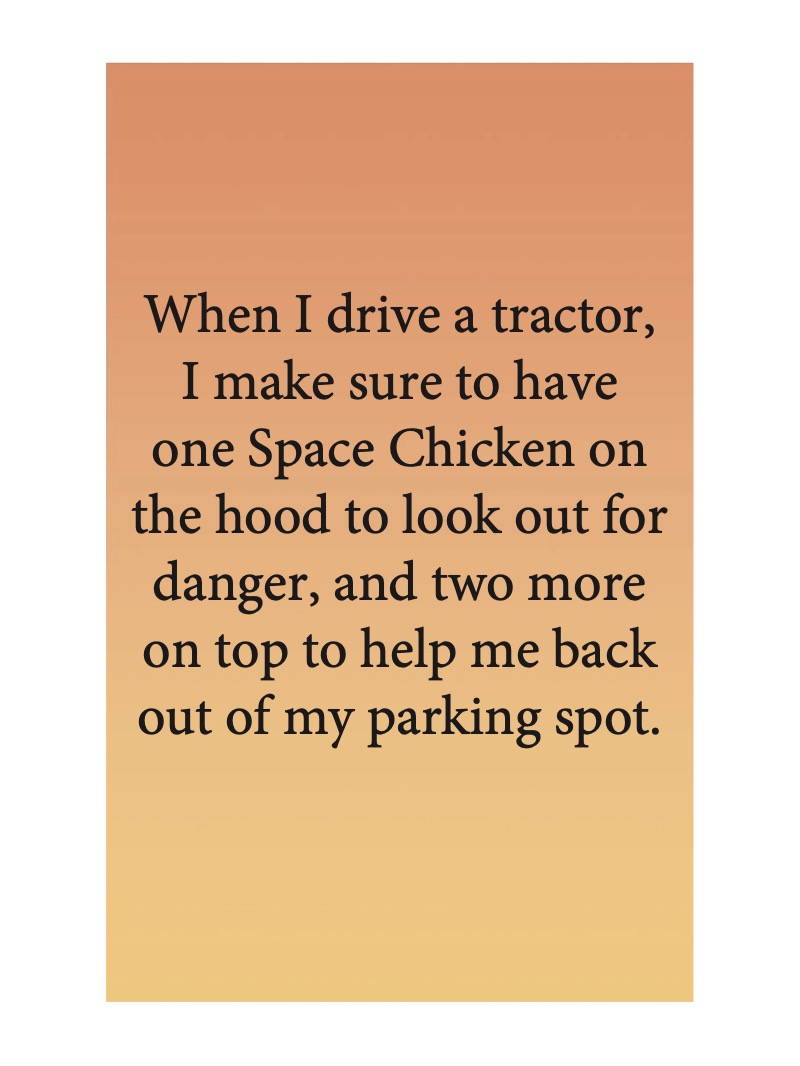 When I drive a tractor,
I make sure to have
one Space Chicken on
the hood to look out for
danger, and two more
on top to help me back
out of my parking spot.